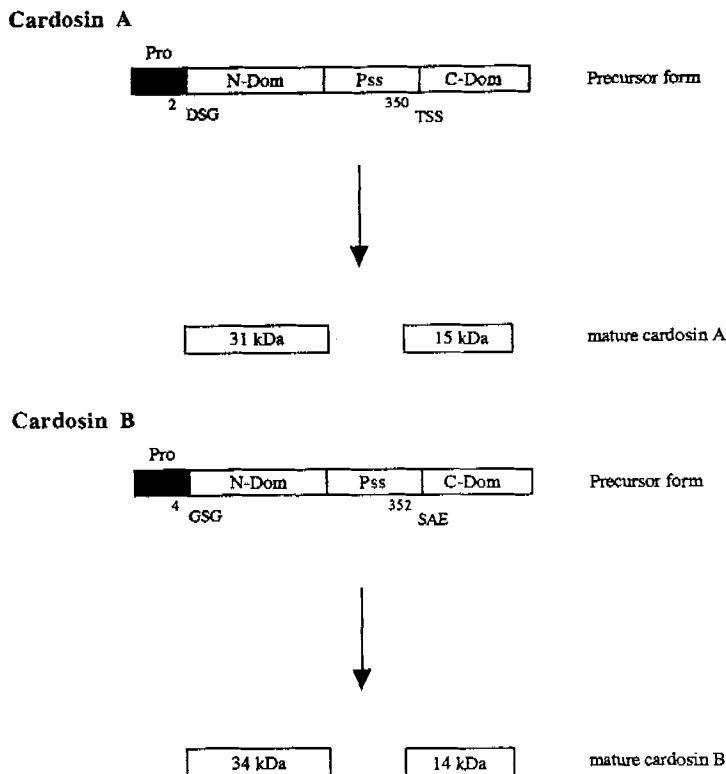 Cardosin A
Pro
N-Dom Pss C-Dom Precursor form
2 DSG 350 TSS
31 kDa 15 kDa mature cardosin A
Cardosin B
Pro
N-Dom Pss C-Dom Precursor form
4 GSG 352 SAE
34 kDa 14 kDa mature cardosin B